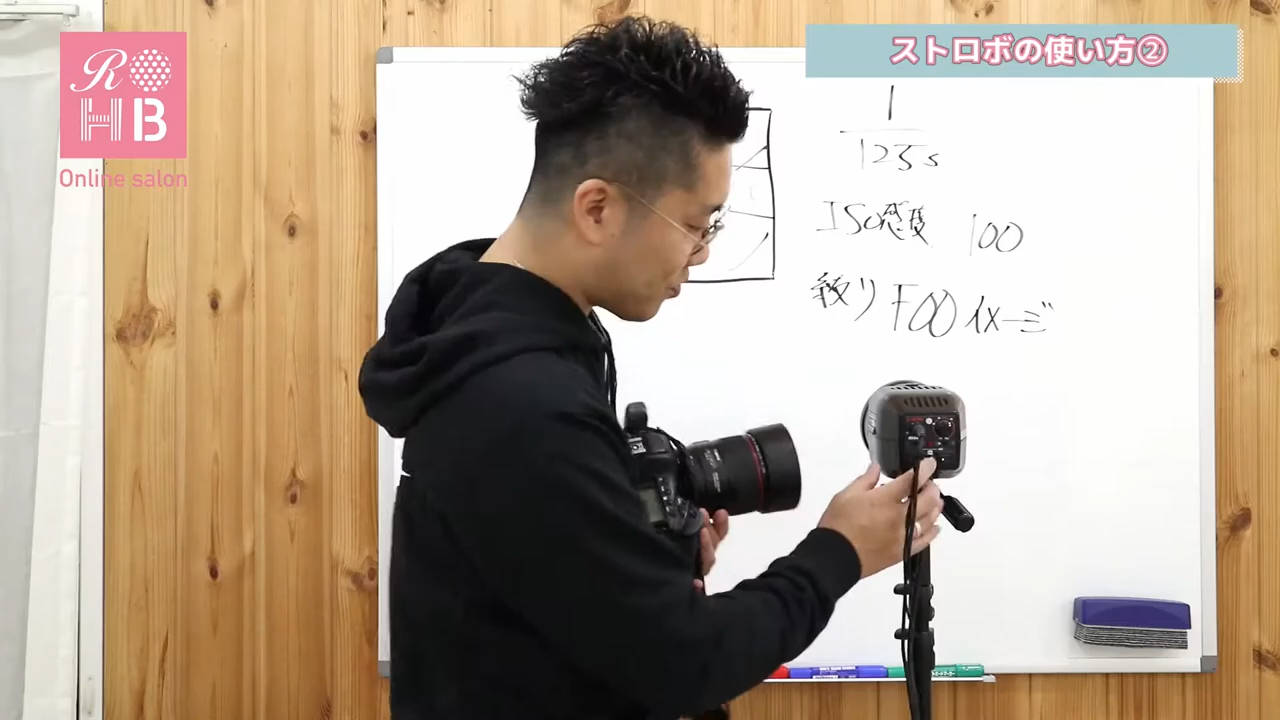 R
HB
Online salon
ストロボの使い方②
1
125s
ISO感度 100
絞り F00 イメージ